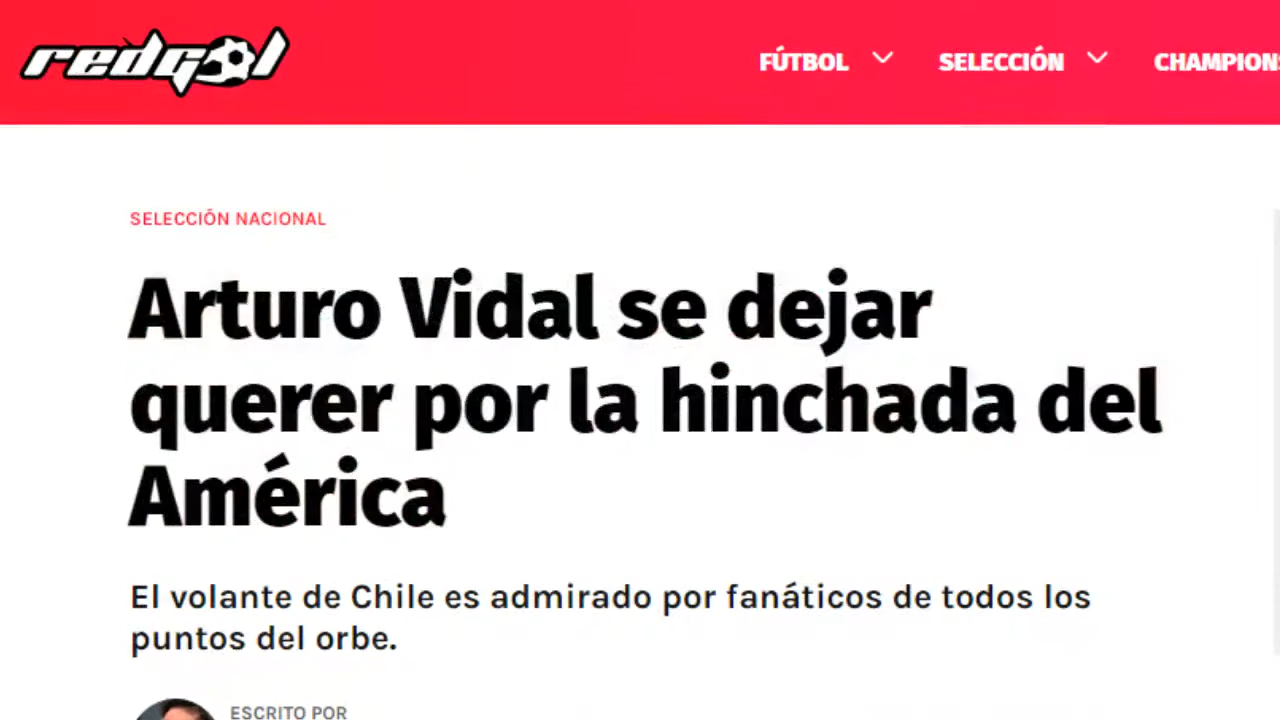 redgol
FÚTBOL SELECCIÓN CHAMPIONS
SELECCIÓN NACIONAL
Arturo Vidal se dejar
querer por la hinchada del
América
El volante de Chile es admirado por fanáticos de todos los
puntos del orbe.
ESCRITO POR